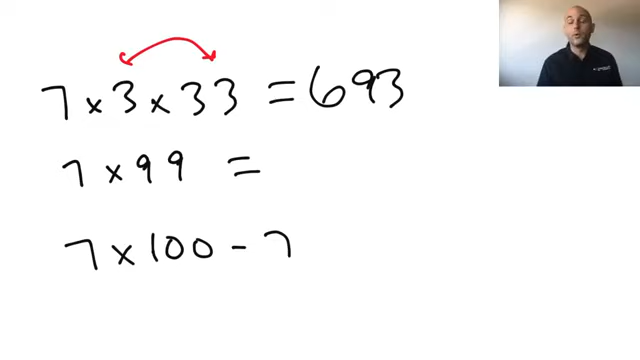 7 × 3 × 33 = 693
7 × 99 =
7 × 100 - 7